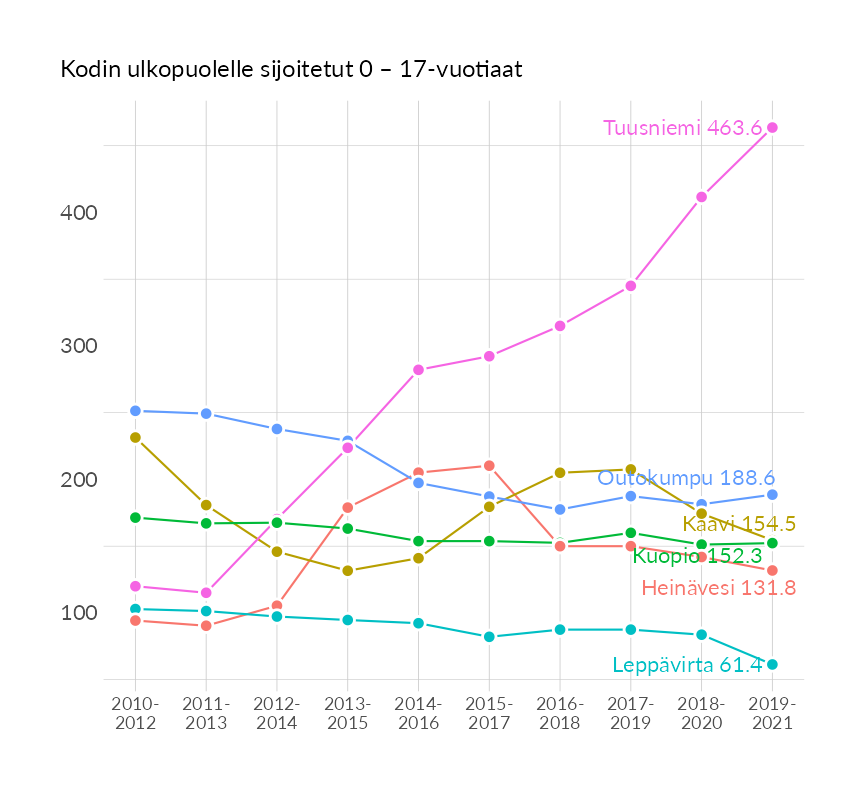 Kodin ulkopuolelle sijoitetut 0 – 17-vuotiaat
Tuusniemi 463.6
400
300
200
100
Outokumpu 188.6
Kaavi 154.5
Kuopio 152.3
Heinävesi 131.8
Leppävirta 61.4
2010- 2011- 2012- 2013- 2014- 2015- 2016- 2017- 2018- 2019-
2012 2013 2014 2015 2016 2017 2018 2019 2020 2021